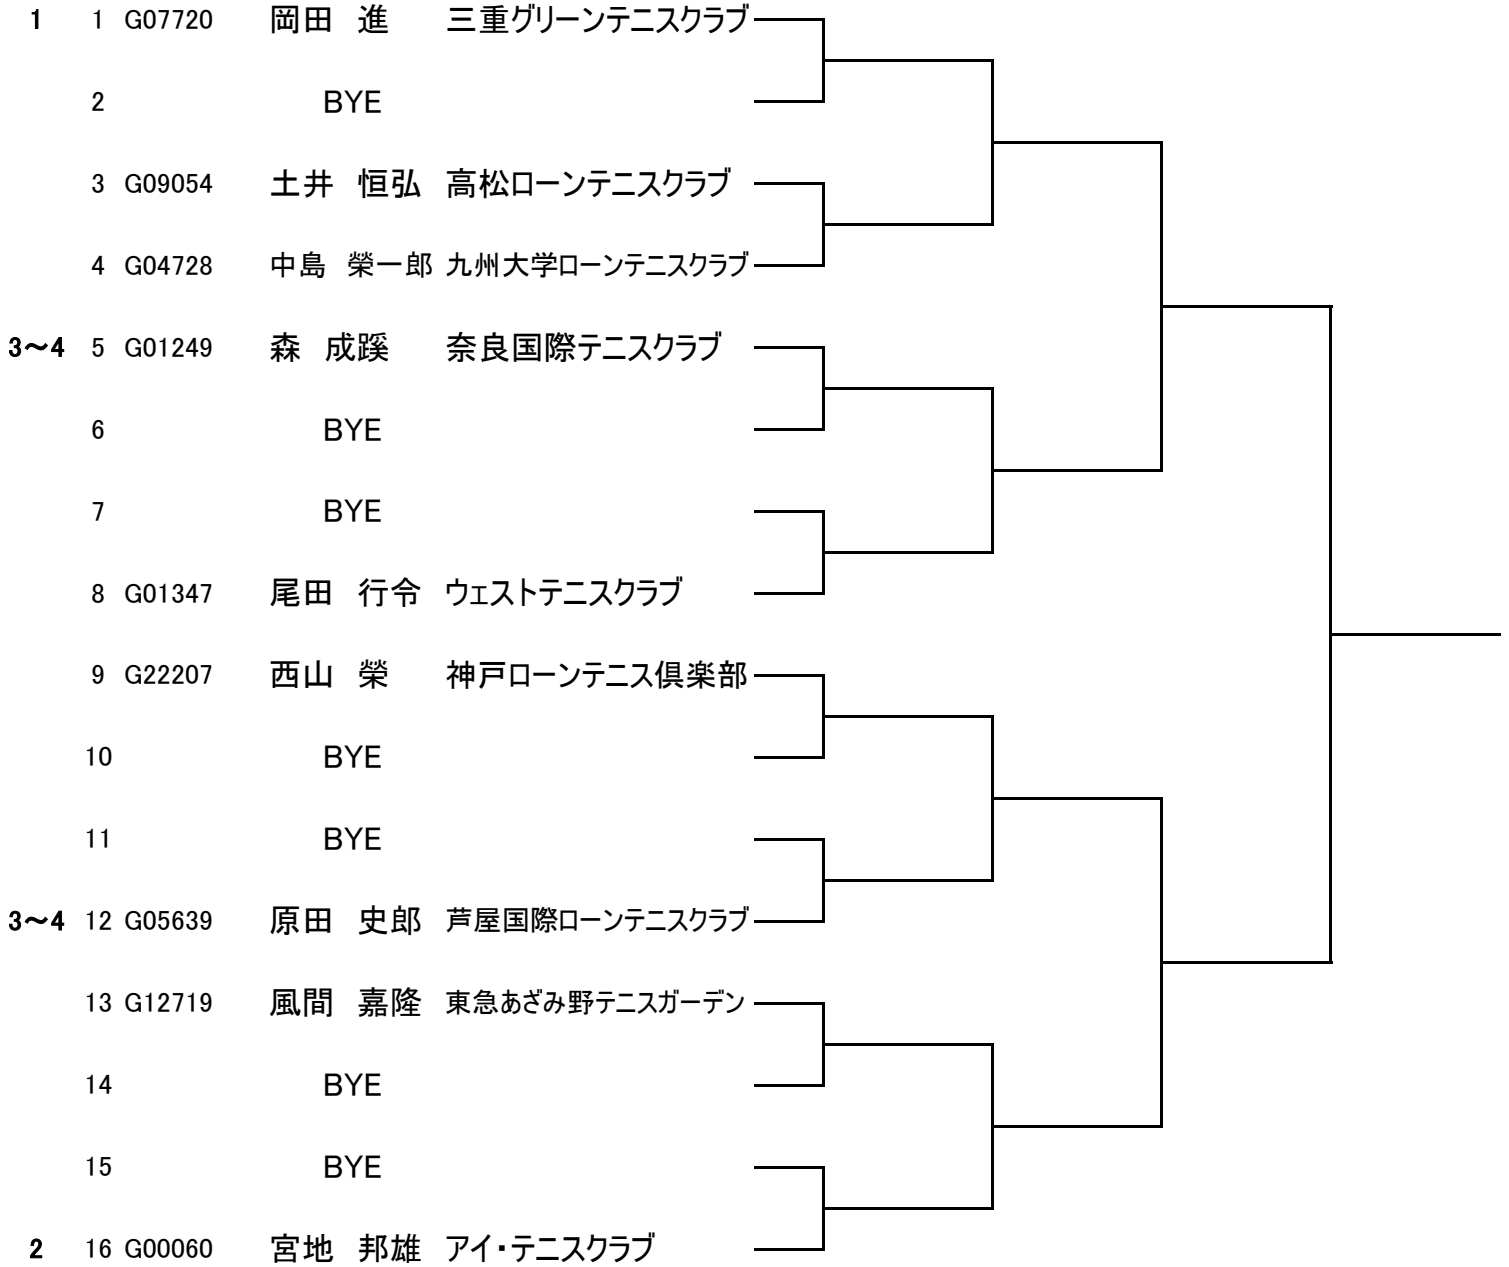 1 1 G07720 岡田 進 三重グリーンテニスクラブ
2 BYE
3 G09054 土井 恒弘 高松ローンテニスクラブ
4 G04728 中島 榮一郎 九州大学ローンテニスクラブ
3～4 5 G01249 森 成蹊 奈良国際テニスクラブ
6 BYE
7 BYE
8 G01347 尾田 行令 ウェストテニスクラブ
9 G22207 西山 榮 神戸ローンテニス倶楽部
10 BYE
11 BYE
3～4 12 G05639 原田 史郎 芦屋国際ローンテニスクラブ
13 G12719 風間 嘉隆 東急あざみ野テニスガーデン
14 BYE
15 BYE
2 16 G00060 宮地 邦雄 アイ・テニスクラブ